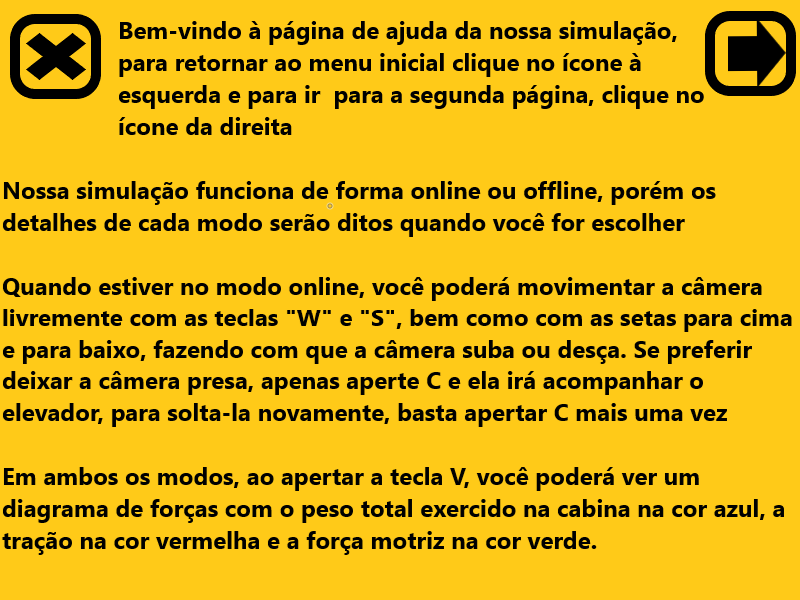 Bem-vindo à página de ajuda da nossa simulação,
para retornar ao menu inicial clique no ícone à
esquerda e para ir  para a segunda página, clique no
ícone da direita
Nossa simulação funciona de forma online ou offline, porém os
detalhes de cada modo serão ditos quando você for escolher
Quando estiver no modo online, você poderá movimentar a câmera
livremente com as teclas "W" e "S", bem como com as setas para cima
e para baixo, fazendo com que a câmera suba ou desça. Se preferir
deixar a câmera presa, apenas aperte C e ela irá acompanhar o
elevador, para solta-la novamente, basta apertar C mais uma vez
Em ambos os modos, ao apertar a tecla V, você poderá ver um
diagrama de forças com o peso total exercido na cabina na cor azul, a
tração na cor vermelha e a força motriz na cor verde.